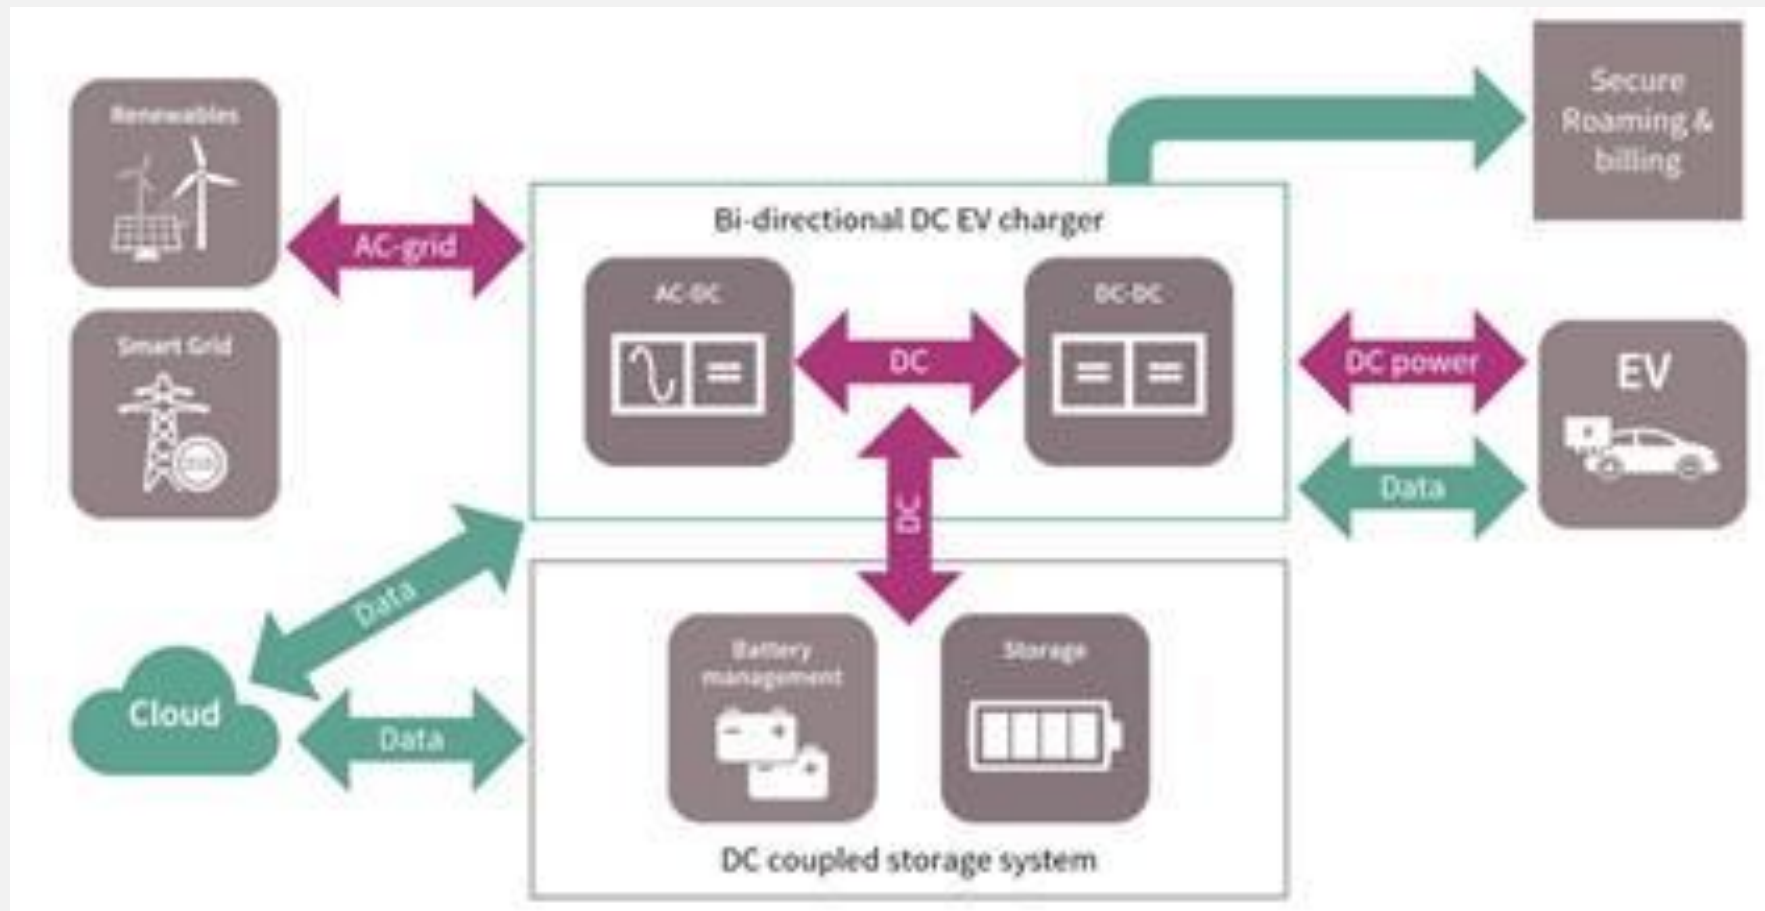 Renewables
AC-grid
Smart Grid
Secure
Roaming &
billing
Bi-directional DC EV charger
AC-DC
DC
DC-DC
DC power
EV
Data
DC
Data
Cloud
Data
Battery
management
Storage
DC coupled storage system